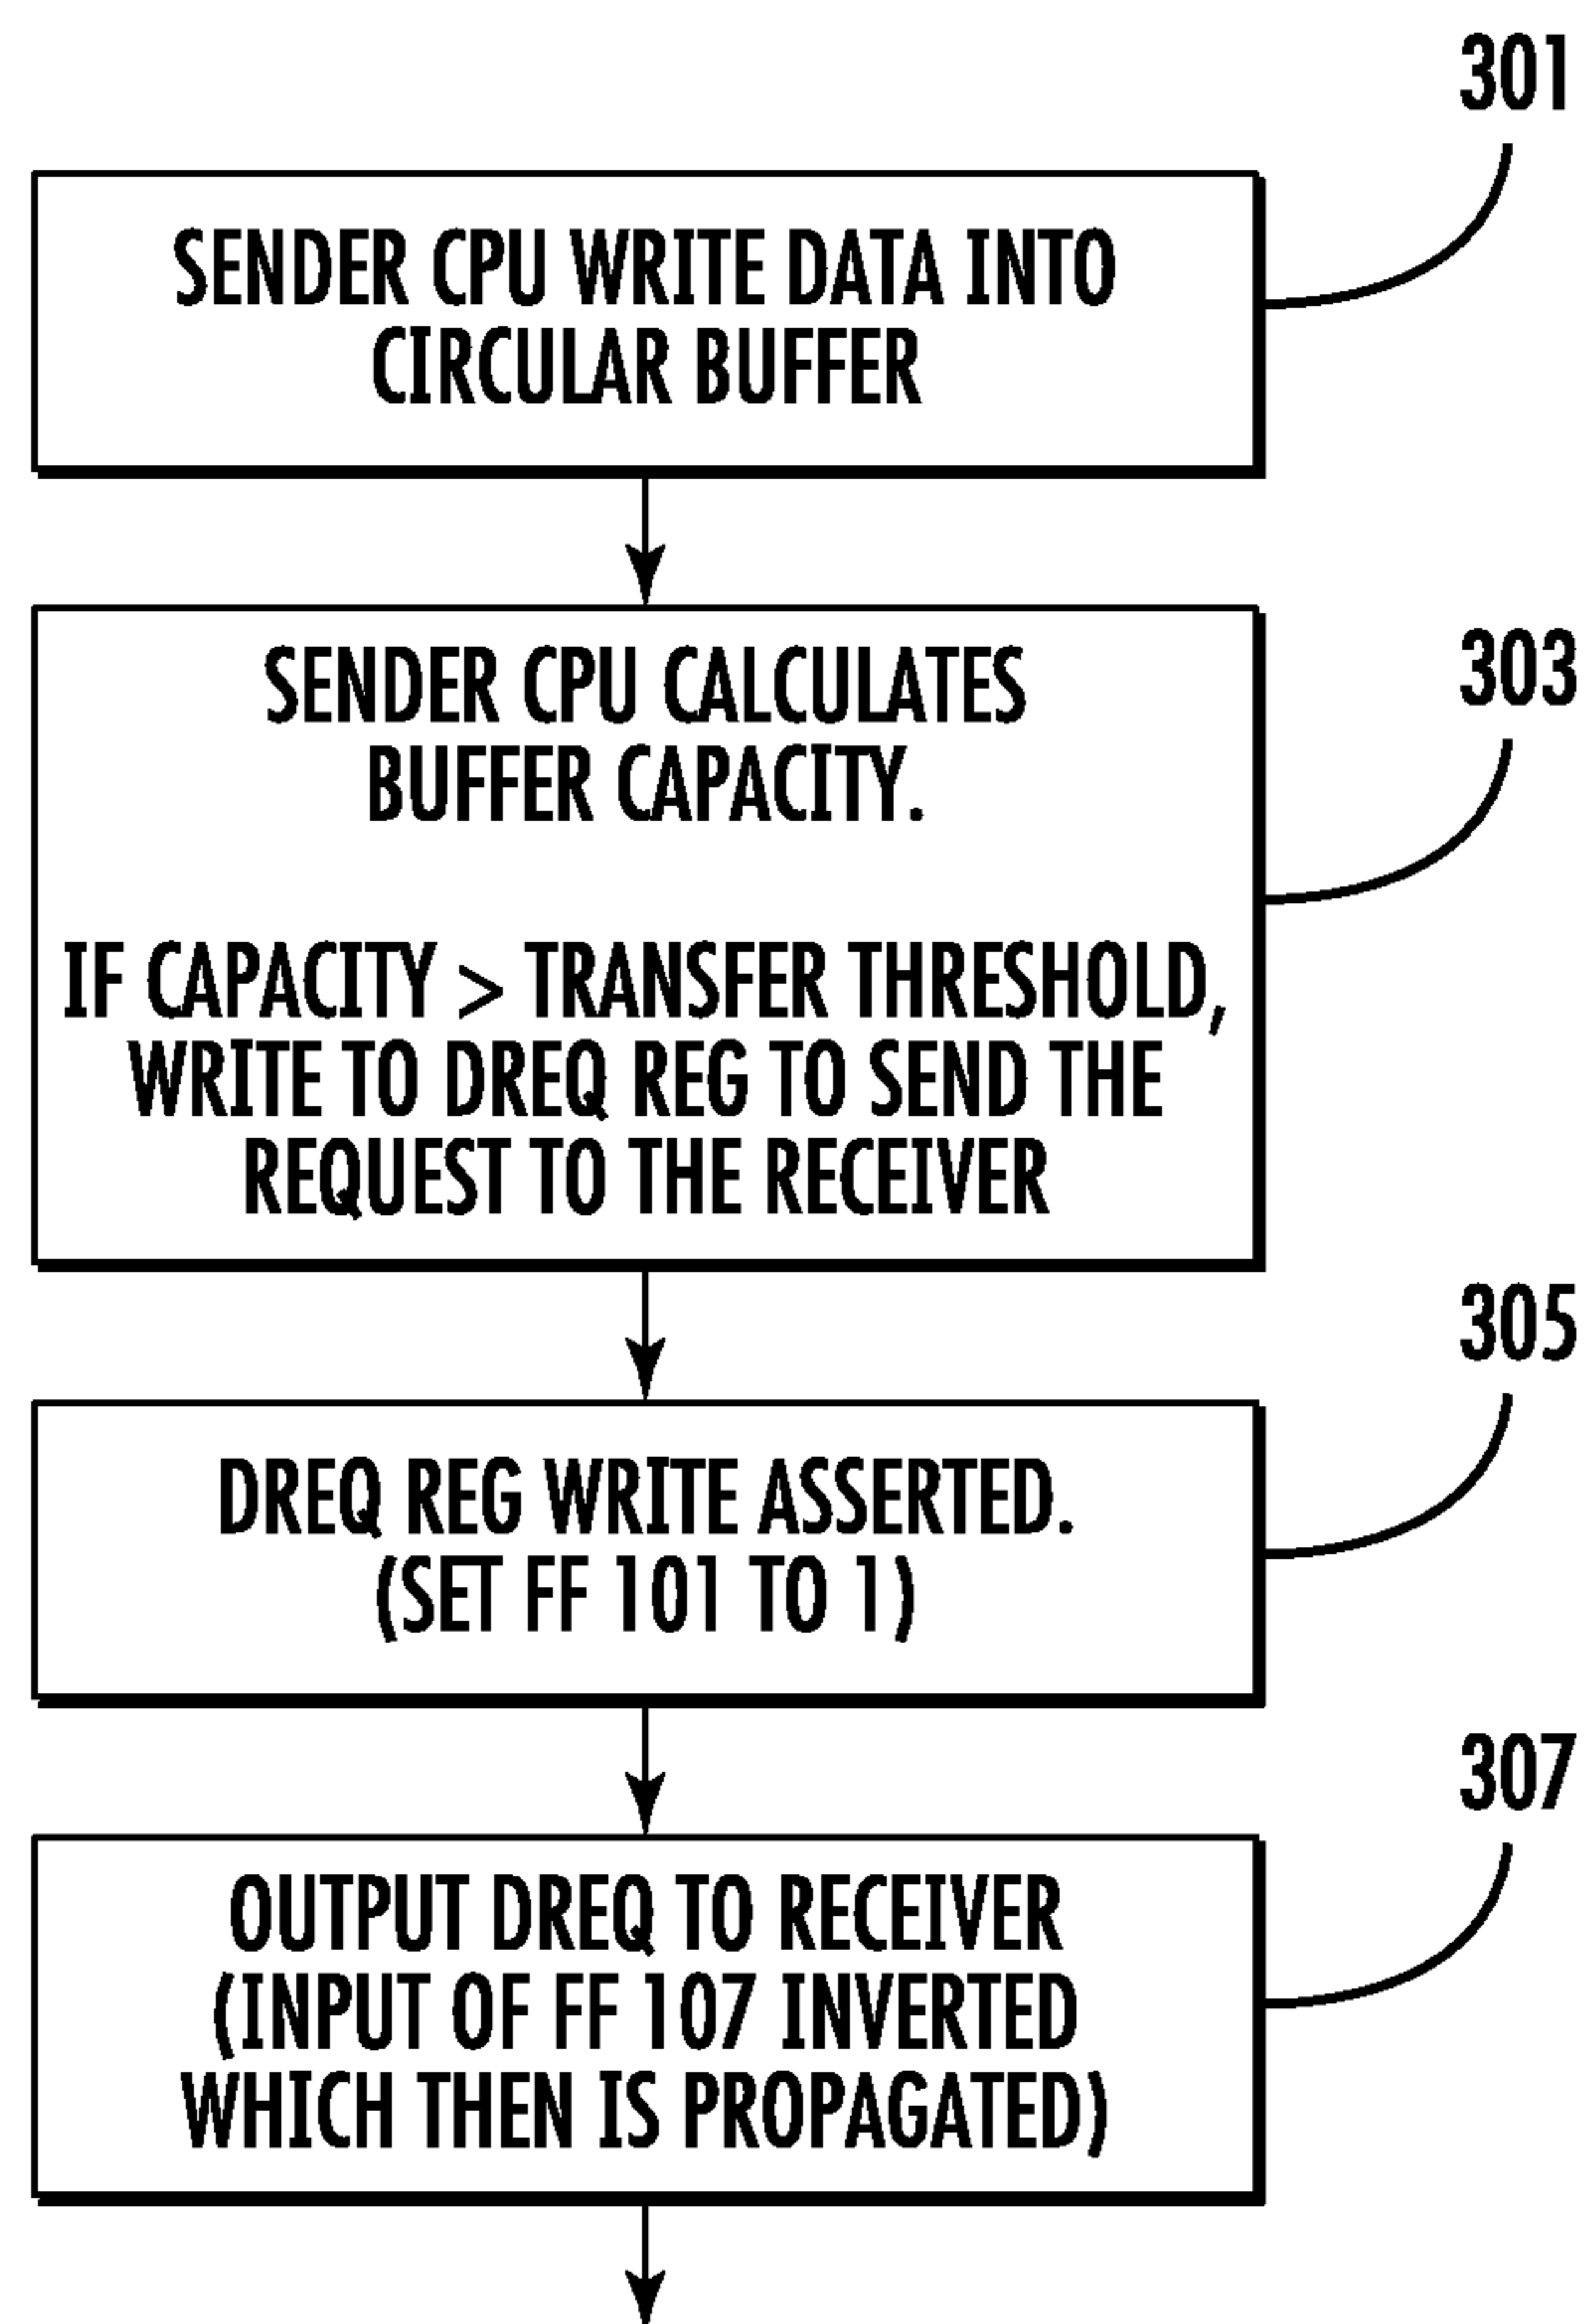 301
SENDER CPU WRITE DATA INTO
CIRCULAR BUFFER
303
SENDER CPU CALCULATES
BUFFER CAPACITY.
IF CAPACITY > TRANSFER THRESHOLD,
WRITE TO DREQ REG TO SEND THE
REQUEST TO THE RECEIVER
305
DREQ REG WRITE ASSERTED.
(SET FF 101 TO 1)
307
OUTPUT DREQ TO RECEIVER
(INPUT OF FF 107 INVERTED
WHICH THEN IS PROPAGATED)